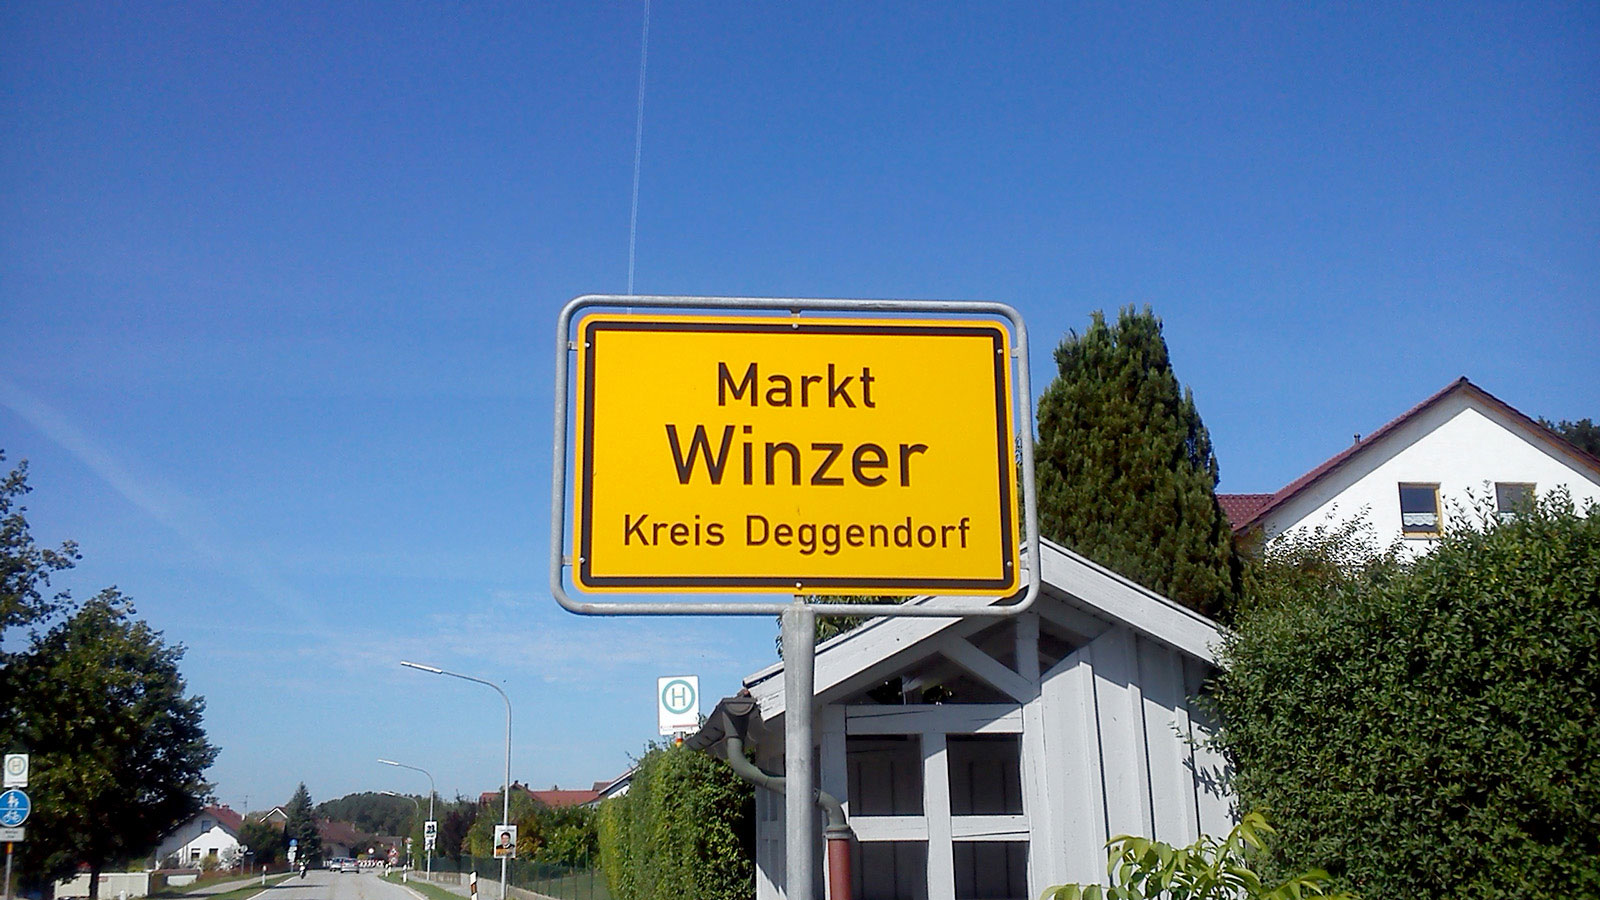 Markt
Winzer
Kreis Deggendorf
H
H